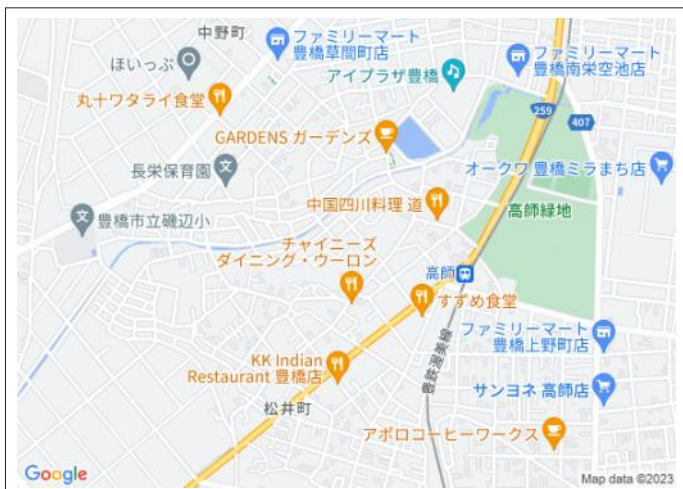 中野町
ファミリーマート
豊橋草間町店
ファミリーマート
豊橋南栄空池店
ほいっぷ
アイプラザ豊橋
丸十ワタライ食堂
259
407
GARDENS ガーデンズ
長栄保育園
オークワ 豊橋ミラまち店
中国四川料理 道
高師緑地
豊橋市立磯辺小
チャイニーズ
ダイニング・ウーロン
高師
すずめ食堂
ファミリーマート
豊橋上野町店
豊鉄渥美線
KK Indian
Restaurant 豊橋店
サンヨネ 高師店
松井町
アポロコーヒーワークス
Google
Map data ©2023